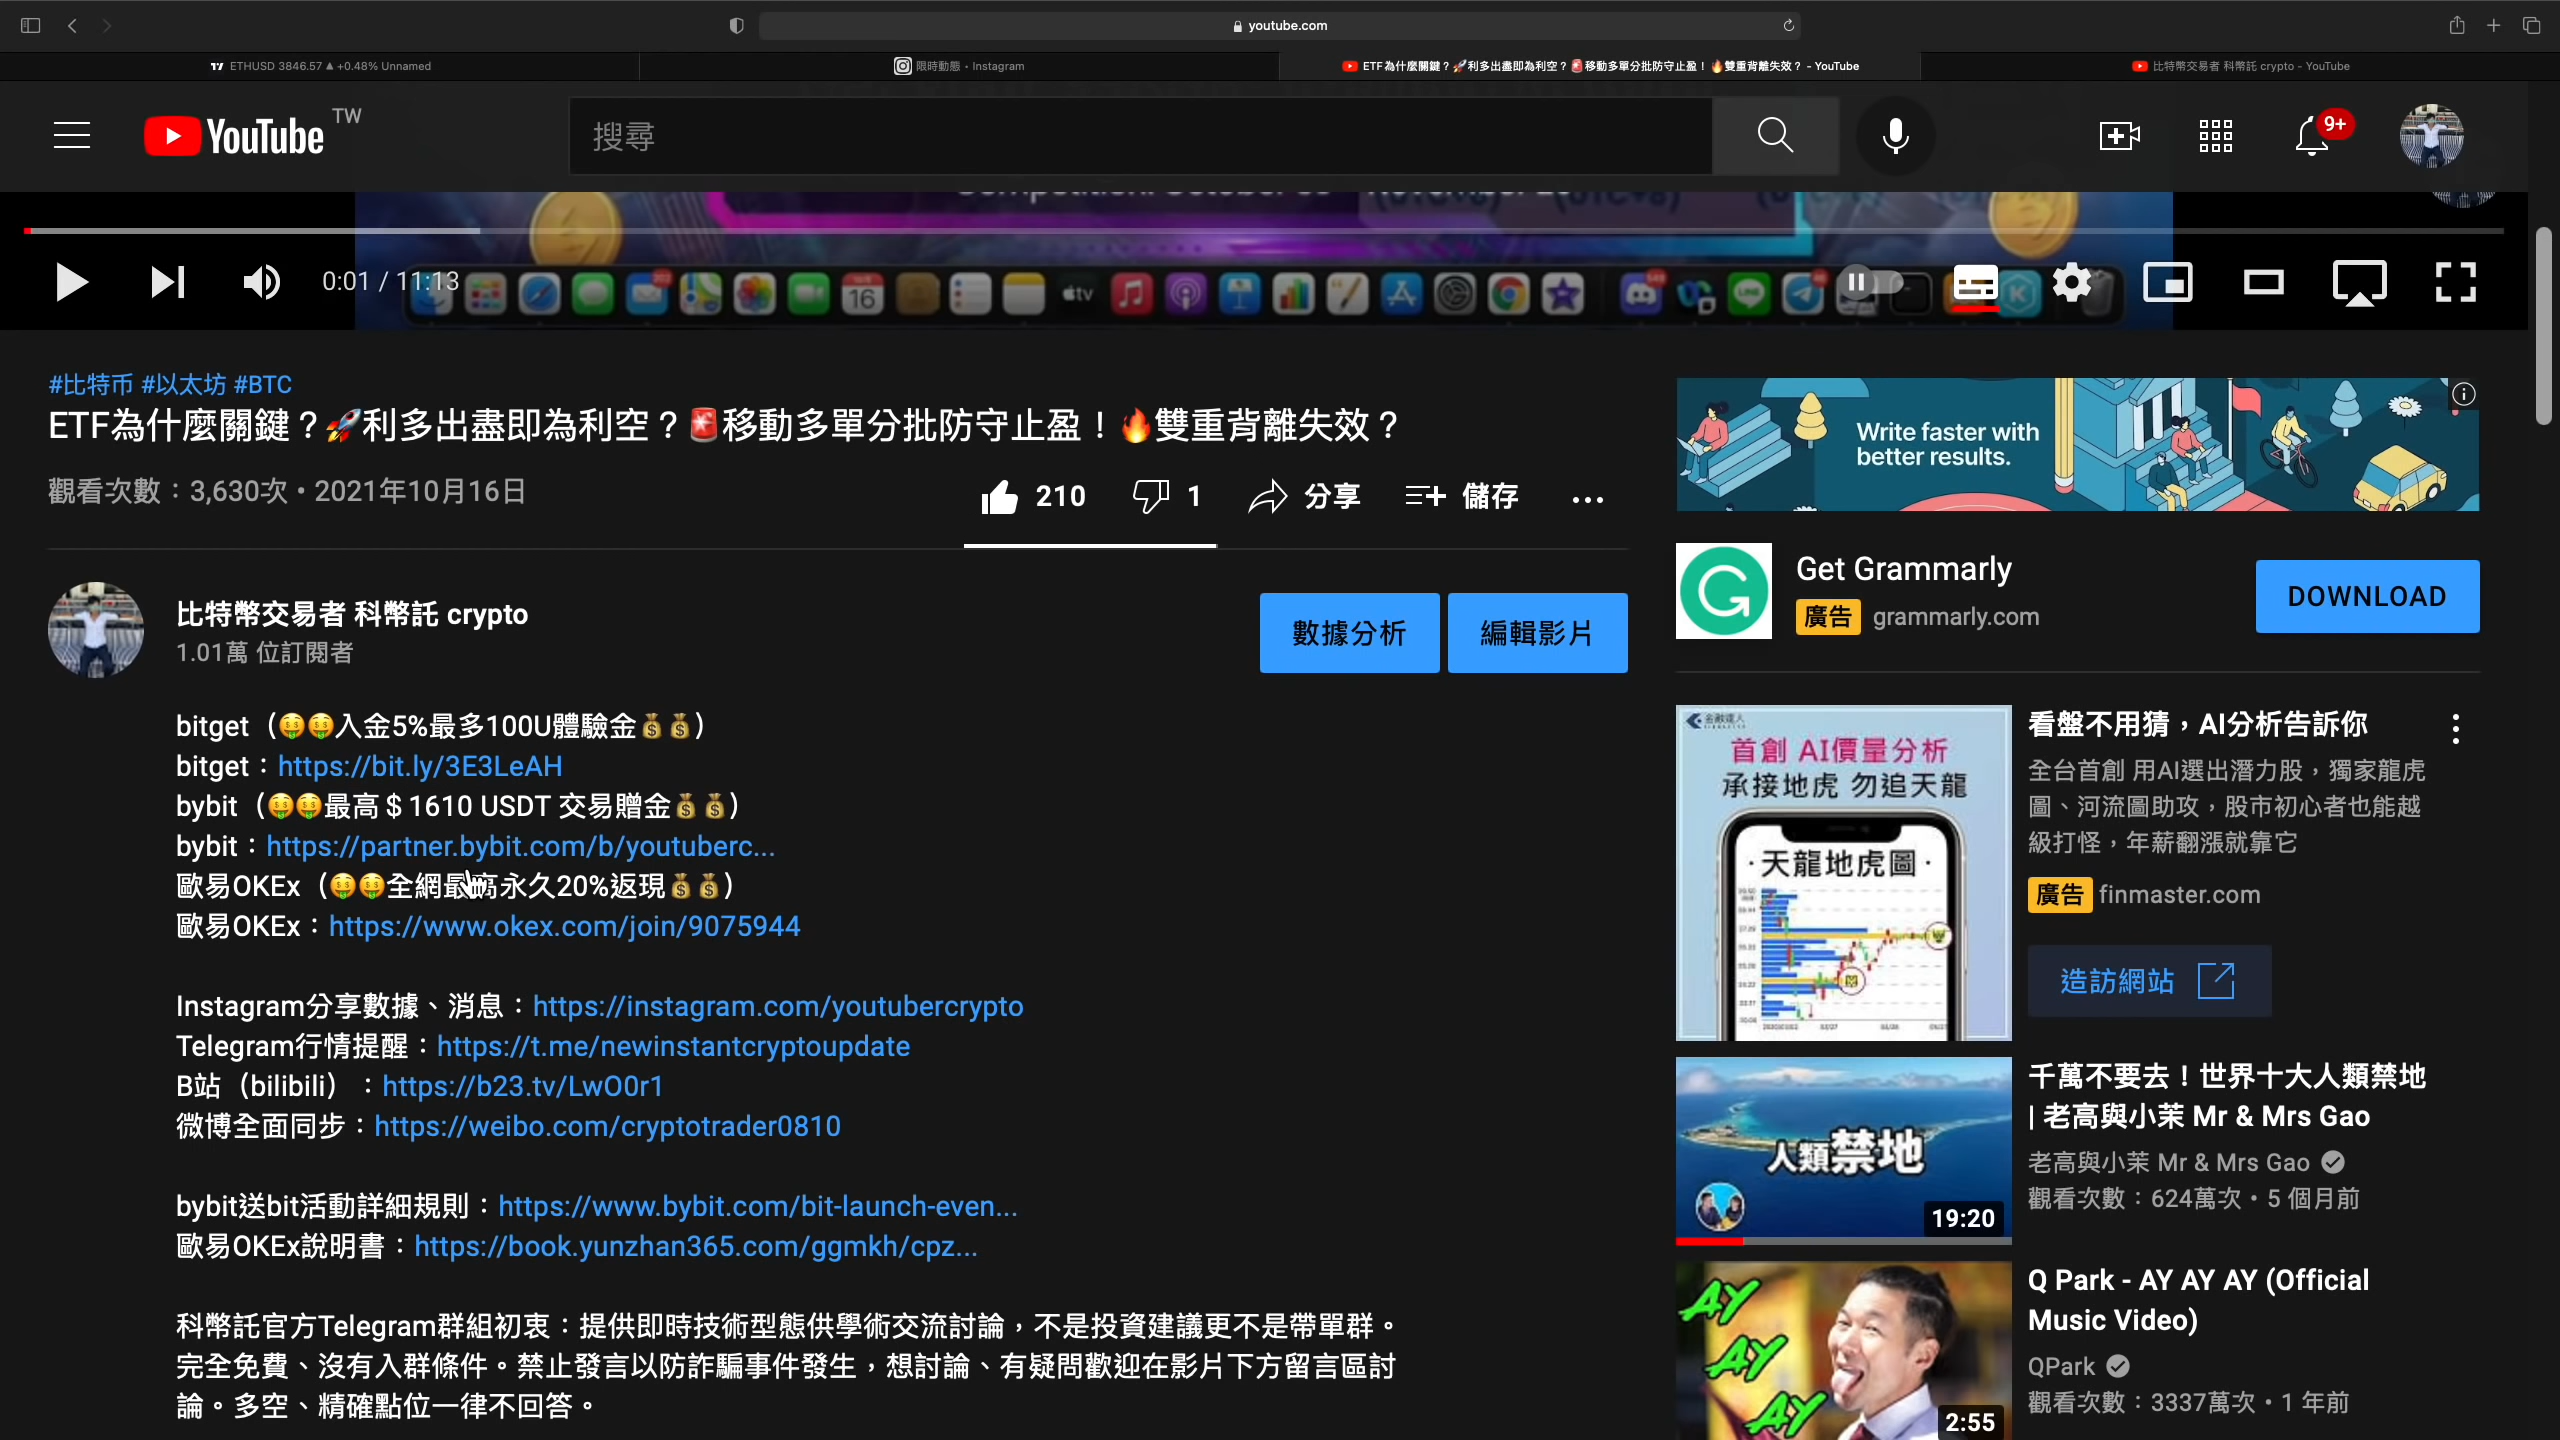 youtube.com
ETHUSD 3846.57 ▲ +0.48% Unnamed
限時動態 • Instagram
ETF為什麼關鍵？🚀利多出盡即為利空？🚨移動多單分批防守止盈！🔥雙重背離失效？ - YouTube
比特幣交易者 科幣託 crypto - YouTube
YouTube TW
搜尋
9+
0:01 / 11:13
16
tv
#比特币 #以太坊 #BTC
ETF為什麼關鍵？🚀利多出盡即為利空？🚨移動多單分批防守止盈！🔥雙重背離失效？
觀看次數：3,630次 • 2021年10月16日
210
1
分享
儲存
比特幣交易者 科幣託 crypto
1.01萬 位訂閱者
數據分析
編輯影片
bitget（🤑🤑入金5%最多100U體驗金💰💰）
bitget：https://bit.ly/3E3LeAH
bybit（🤑🤑最高＄1610 USDT 交易贈金💰💰）
bybit：https://partner.bybit.com/b/youtuberc...
歐易OKEx（🤑🤑全網最高永久20%返現💰💰）
歐易OKEx：https://www.okex.com/join/9075944
Instagram分享數據、消息：https://instagram.com/youtubercrypto
Telegram行情提醒：https://t.me/newinstantcryptoupdate
B站（bilibili）：https://b23.tv/LwO0r1
微博全面同步：https://weibo.com/cryptotrader0810
bybit送bit活動詳細規則：https://www.bybit.com/bit-launch-even...
歐易OKEx說明書：https://book.yunzhan365.com/ggmkh/cpz...
科幣託官方Telegram群組初衷：提供即時技術型態供學術交流討論，不是投資建議更不是帶單群。
完全免費、沒有入群條件。禁止發言以防詐騙事件發生，想討論、有疑問歡迎在影片下方留言區討
論。多空、精確點位一律不回答。
Write faster with
better results.
Get Grammarly
廣告 grammarly.com
DOWNLOAD
金融達人
首創 AI價量分析
承接地虎 勿追天龍
·天龍地虎圖·
看盤不用猜，AI分析告訴你
全台首創 用AI選出潛力股，獨家龍虎
圖、河流圖助攻，股市初心者也能越
級打怪，年薪翻漲就靠它
廣告 finmaster.com
造訪網站
人類禁地
19:20
千萬不要去！世界十大人類禁地
| 老高與小茉 Mr & Mrs Gao
老高與小茉 Mr & Mrs Gao
觀看次數：624萬次 • 5 個月前
AY
AY
AY
2:55
Q Park - AY AY AY (Official
Music Video)
QPark
觀看次數：3337萬次 • 1 年前